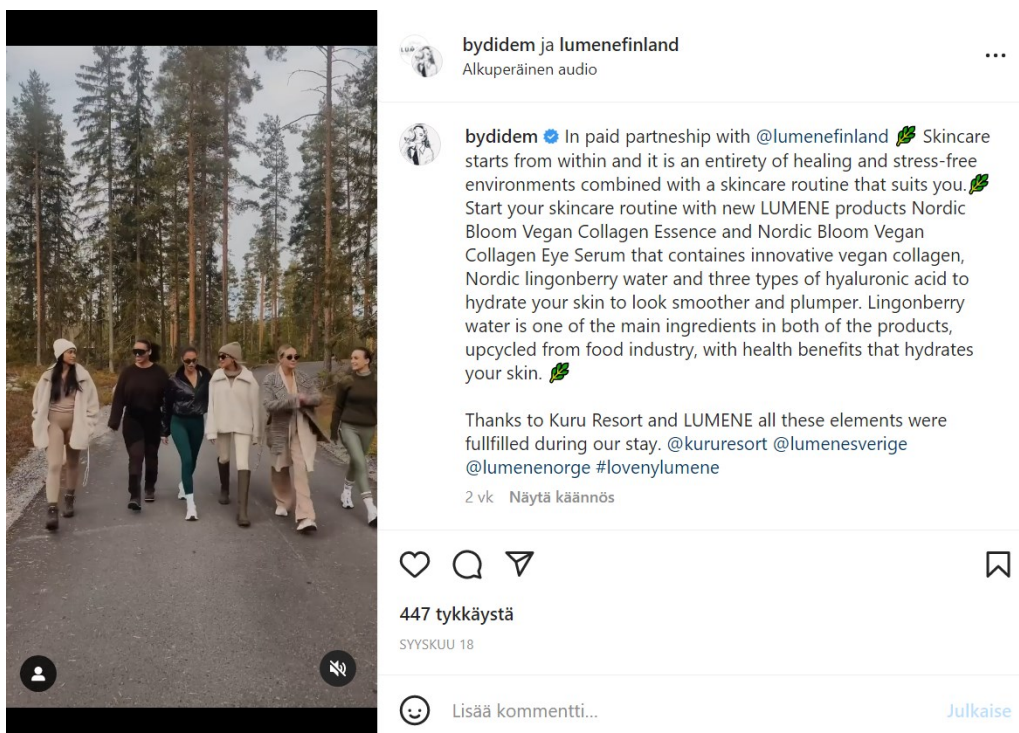 bydidem ja lumenefinland
Alkuperäinen audio
bydidem In paid partneship with @lumenefinland 🌿 Skincare
starts from within and it is an entirety of healing and stress-free
environments combined with a skincare routine that suits you.🌿
Start your skincare routine with new LUMENE products Nordic
Bloom Vegan Collagen Essence and Nordic Bloom Vegan
Collagen Eye Serum that containes innovative vegan collagen,
Nordic lingonberry water and three types of hyaluronic acid to
hydrate your skin to look smoother and plumper. Lingonberry
water is one of the main ingredients in both of the products,
upcycled from food industry, with health benefits that hydrates
your skin. 🌿
Thanks to Kuru Resort and LUMENE all these elements were
fullfilled during our stay. @kururesort @lumenesverige
@lumenenorge #lovenylumene
2 vk Näytä käännös
447 tykkäystä
SYYSKUU 18
Lisää kommentti... Julkaise